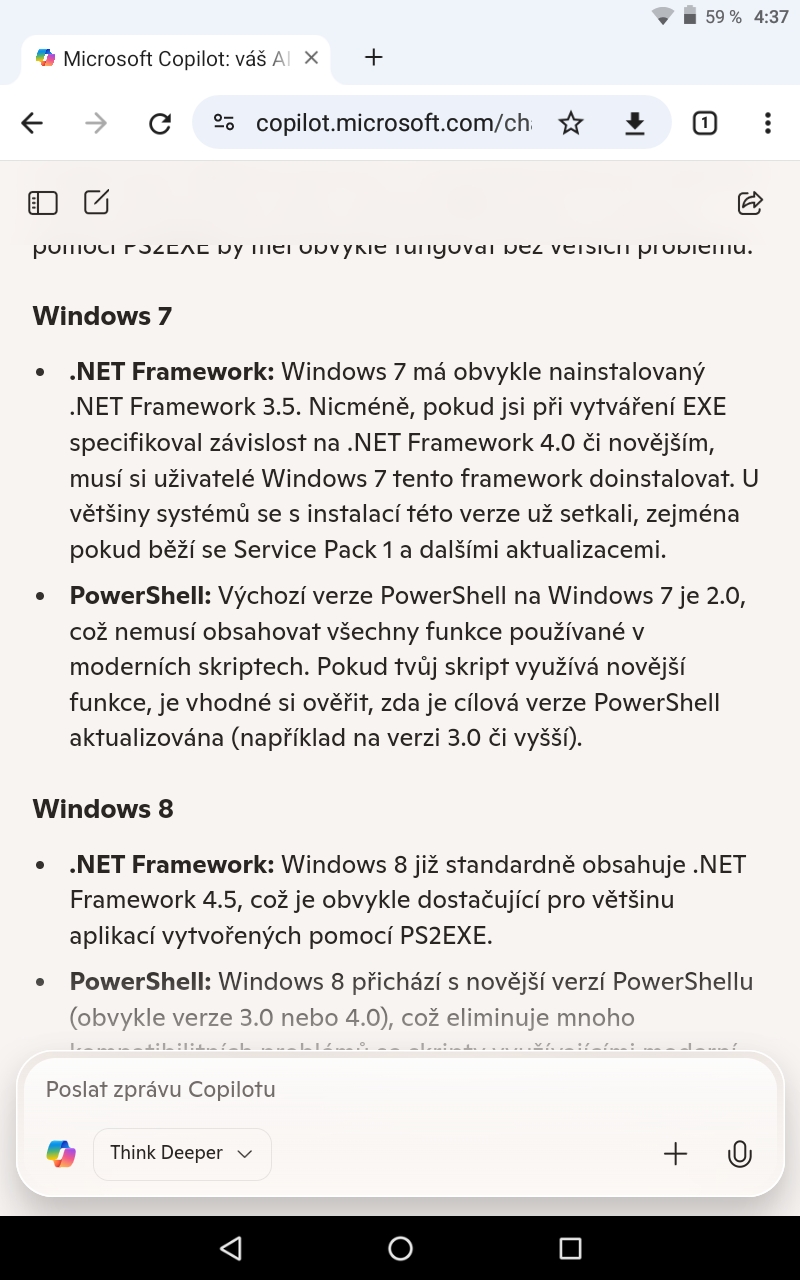 59 % 4:37
Microsoft Copilot: váš AI
copilot.microsoft.com/ch
1
pomocí PS2EXE by měl obvykle fungovat bez větších problémů.
Windows 7
• .NET Framework: Windows 7 má obvykle nainstalovaný
.NET Framework 3.5. Nicméně, pokud jsi při vytváření EXE
specifikoval závislost na .NET Framework 4.0 či novějším,
musí si uživatelé Windows 7 tento framework doinstalovat. U
většiny systémů se s instalací této verze už setkali, zejména
pokud běží se Service Pack 1 a dalšími aktualizacemi.
• PowerShell: Výchozí verze PowerShell na Windows 7 je 2.0,
což nemusí obsahovat všechny funkce používané v
moderních skriptech. Pokud tvůj skript využívá novější
funkce, je vhodné si ověřit, zda je cílová verze PowerShell
aktualizována (například na verzi 3.0 či vyšší).
Windows 8
• .NET Framework: Windows 8 již standardně obsahuje .NET
Framework 4.5, což je obvykle dostačující pro většinu
aplikací vytvořených pomocí PS2EXE.
• PowerShell: Windows 8 přichází s novější verzí PowerShellu
(obvykle verze 3.0 nebo 4.0), což eliminuje mnoho
kompatibilitních problémů se skripty využívajícími moderní
Poslat zprávu Copilotu
Think Deeper